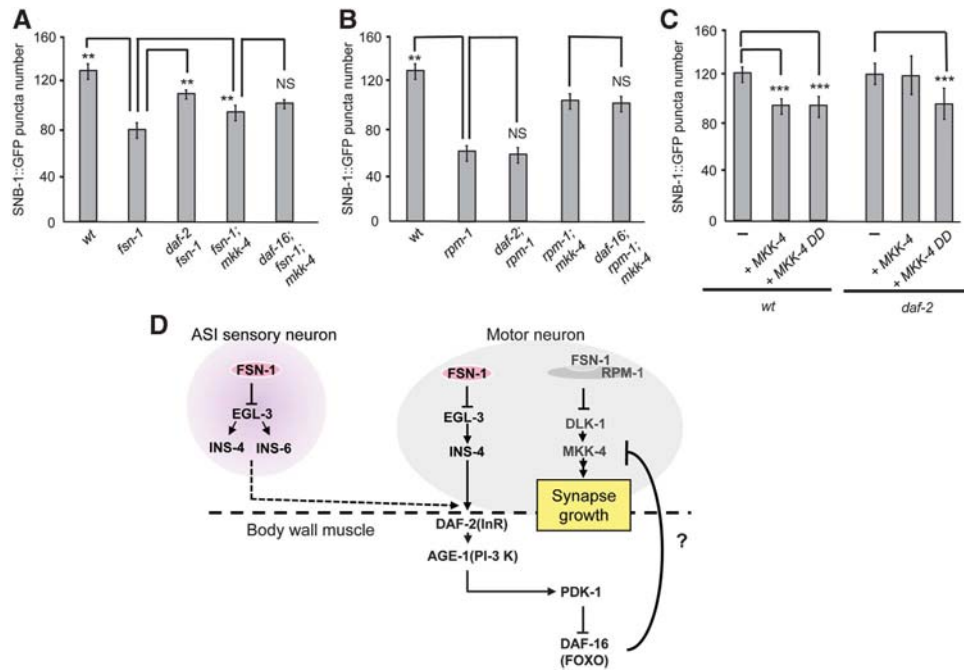 A
SNB-1::GFP puncta number
160
120
80
40
0
**
**
**
NS
wt
fsn-1
daf-2
fsn-1
fsn-1;
mkk-4
daf-16;
fsn-1;
mkk-4
B
SNB-1::GFP puncta number
160
120
80
40
0
**
NS
NS
wt
rpm-1
daf-2;
rpm-1
rpm-1;
mkk-4
daf-16;
rpm-1;
mkk-4
C
SNB-1::GFP puncta number
160
120
80
40
0
***
***
***
–
+ MKK-4
+ MKK-4 DD
–
+ MKK-4
+ MKK-4 DD
wt
daf-2
D
ASI sensory neuron
FSN-1
EGL-3
INS-4 INS-6
Motor neuron
FSN-1
EGL-3
INS-4
FSN-1
RPM-1
DLK-1
MKK-4
Synapse
growth
Body wall muscle
DAF-2(InR)
AGE-1(PI-3 K)
PDK-1
DAF-16
(FOXO)
?